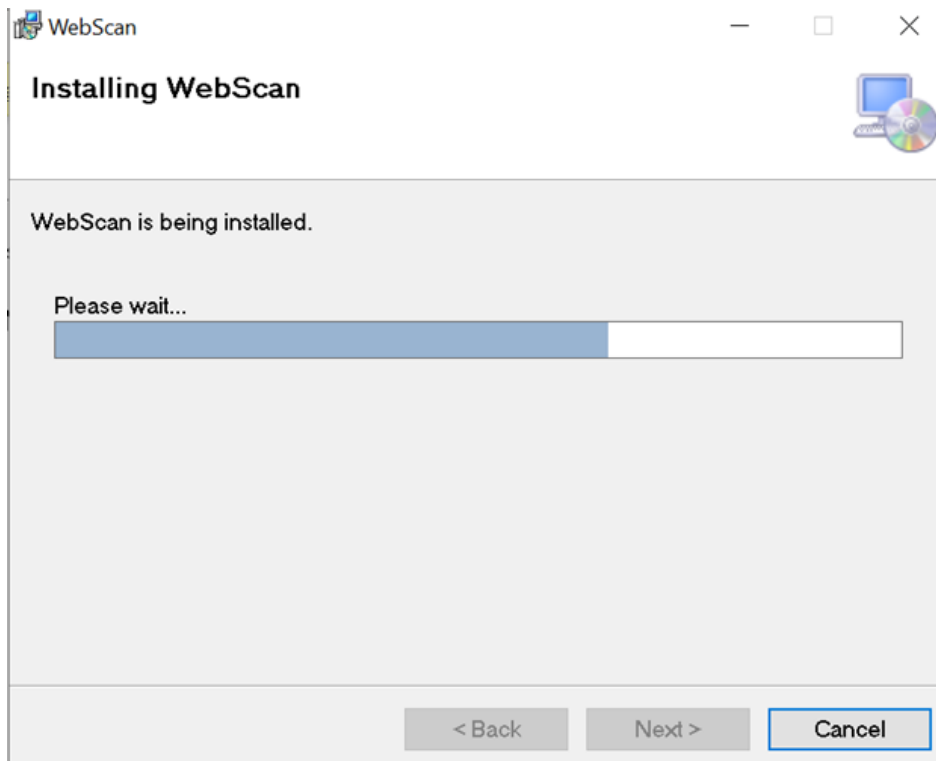 WebScan
Installing WebScan
WebScan is being installed.
Please wait...
< Back
Next >
Cancel